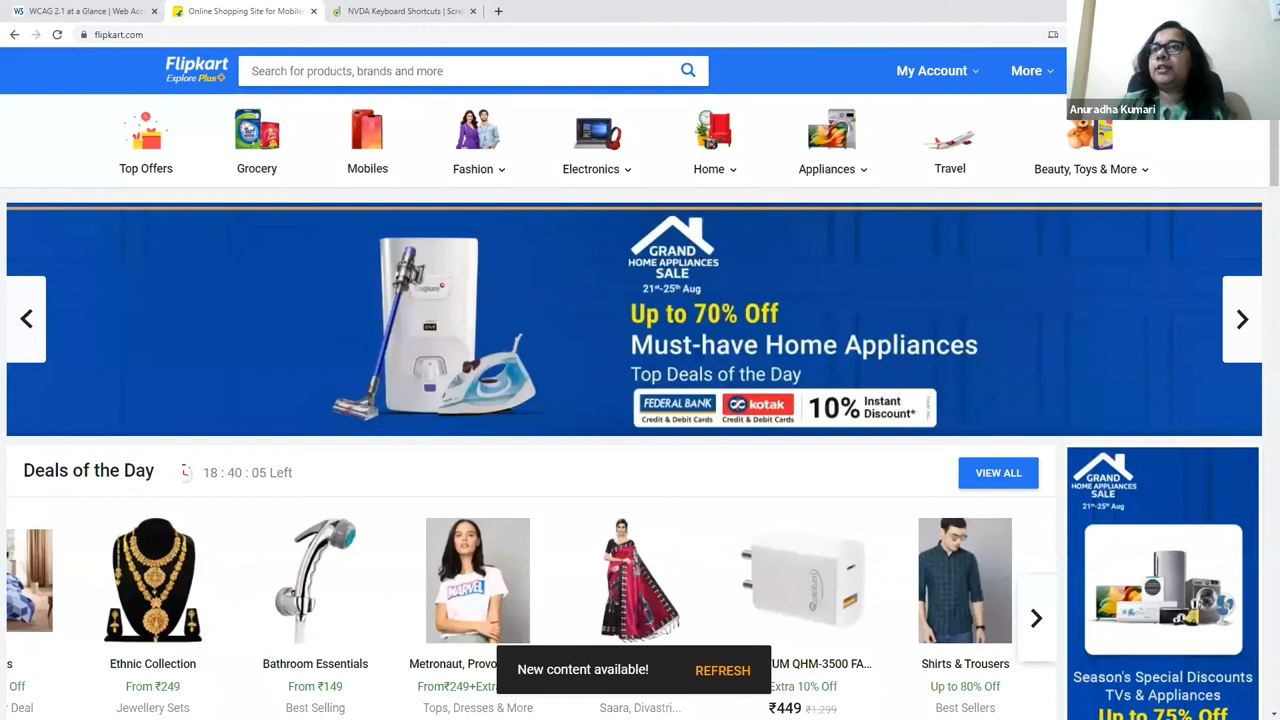 WCAG 2.1 at a Glance | Web Acc
Online Shopping Site for Mobile
NVDA Keyboard Shortcuts | Scre
flipkart.com
Flipkart
Explore Plus
Search for products, brands and more
My Account
More
Anuradha Kumari
Top Offers
Grocery
Mobiles
Fashion
Electronics
Home
Appliances
Travel
Beauty, Toys & More
GRAND
HOME APPLIANCES
SALE
21st-25th Aug
Up to 70% Off
Must-have Home Appliances
Top Deals of the Day
FEDERAL BANK
Credit & Debit Cards
kotak
Credit & Debit Cards
10% Instant
Discount*
Deals of the Day
18 : 40 : 05 Left
VIEW ALL
GRAND
HOME APPLIANCES
SALE
21st-25th Aug
MARVEL
s
Off
Deal
Ethnic Collection
From ₹249
Jewellery Sets
Bathroom Essentials
From ₹149
Best Selling
Metronaut, Provo
From₹249+Extra
Tops, Dresses & More
Saara, Divastri...
UM QHM-3500 FA...
Extra 10% Off
₹449 ₹1,299
Shirts & Trousers
Up to 80% Off
Best Sellers
New content available!
REFRESH
Season's Special Discounts
TVs & Appliances
Up to 75% Off